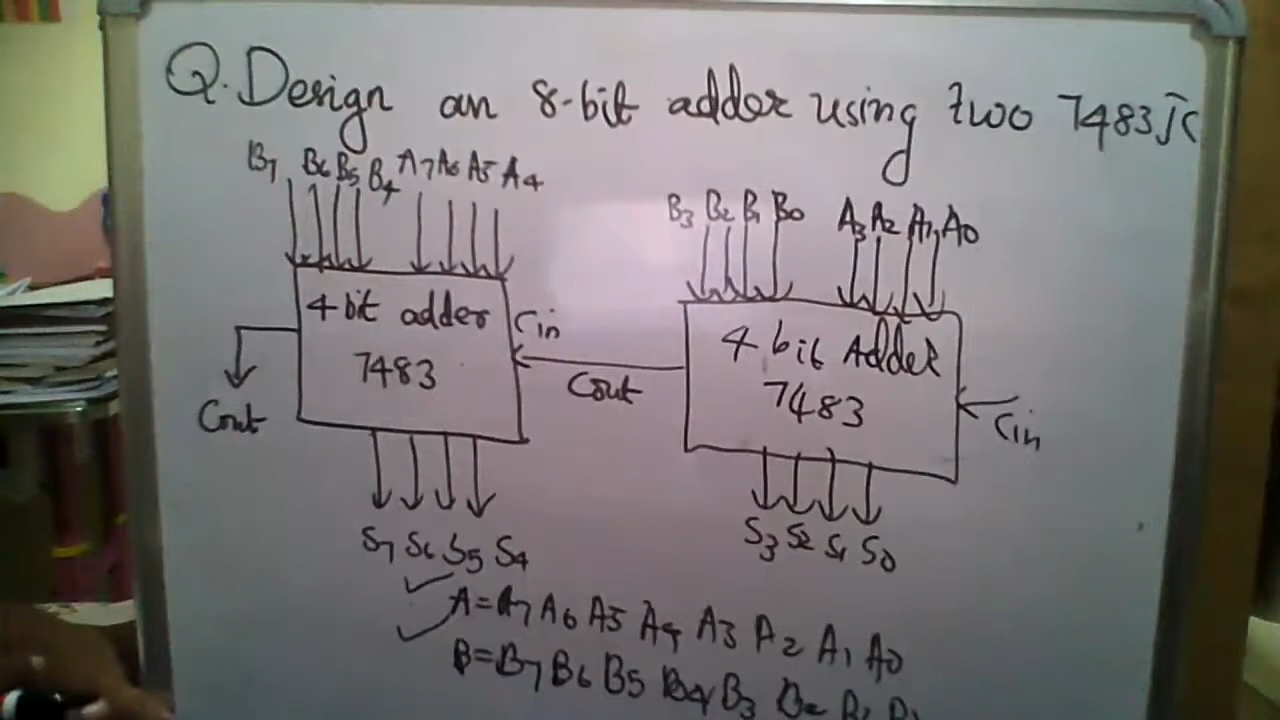 Q. Design an 8-bit adder using two 7483 IC
B7 B6 B5 B4 A7 A6 A5 A4
B3 B2 B1 B0 A3 A2 A1 A0
4 bit adder
7483
Cin
Cout
Cout
4 bit Adder
7483
Cin
S7 S6 S5 S4
S3 S2 S1 S0
A=A7 A6 A5 A4 A3 A2 A1 A0
B=B7 B6 B5 B4 B3 B2 B1